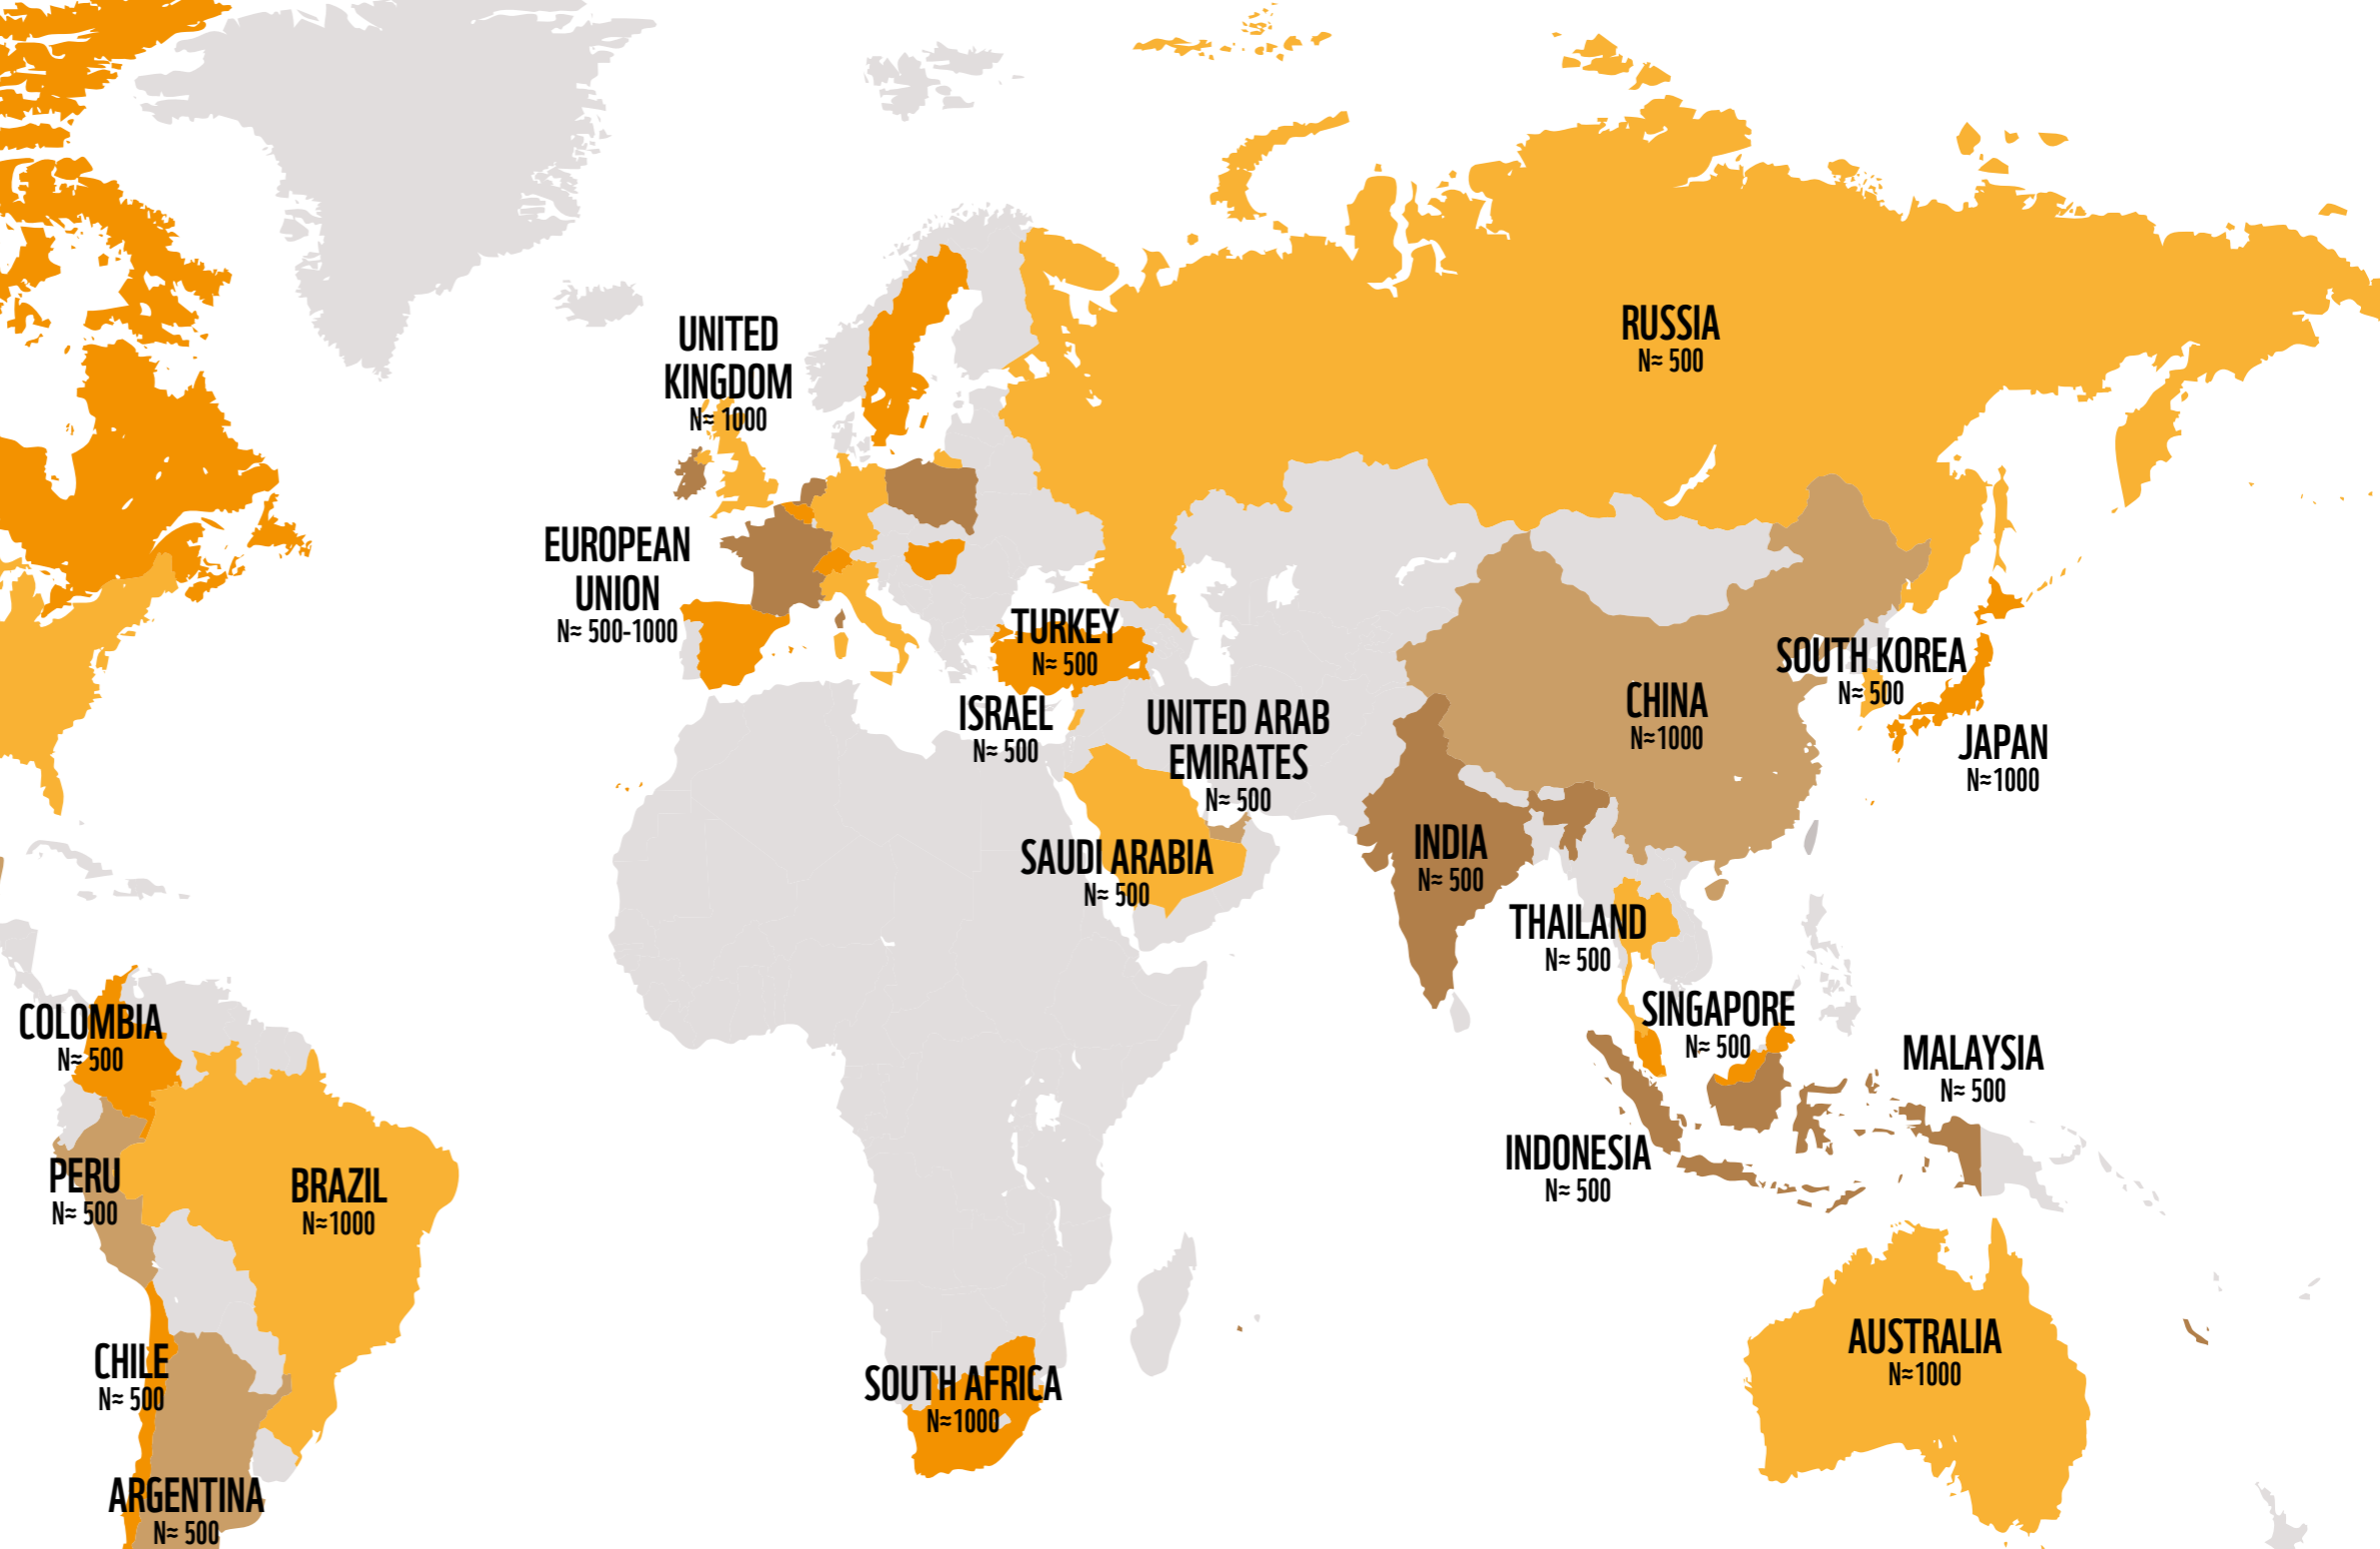 RUSSIA
N≈ 500
UNITED
KINGDOM
N≈ 1000
EUROPEAN
UNION
N≈ 500-1000
TURKEY
N≈ 500
SOUTH KOREA
N≈ 500
CHINA
N≈1000
ISRAEL
N≈ 500
UNITED ARAB
EMIRATES
N≈ 500
JAPAN
N≈1000
SAUDI ARABIA
N≈ 500
INDIA
N≈ 500
THAILAND
N≈ 500
SINGAPORE
N≈ 500
COLOMBIA
N≈ 500
MALAYSIA
N≈ 500
INDONESIA
N≈ 500
PERU
N≈ 500
BRAZIL
N≈1000
AUSTRALIA
N≈1000
CHILE
N≈ 500
SOUTH AFRICA
N≈1000
ARGENTINA
N≈ 500